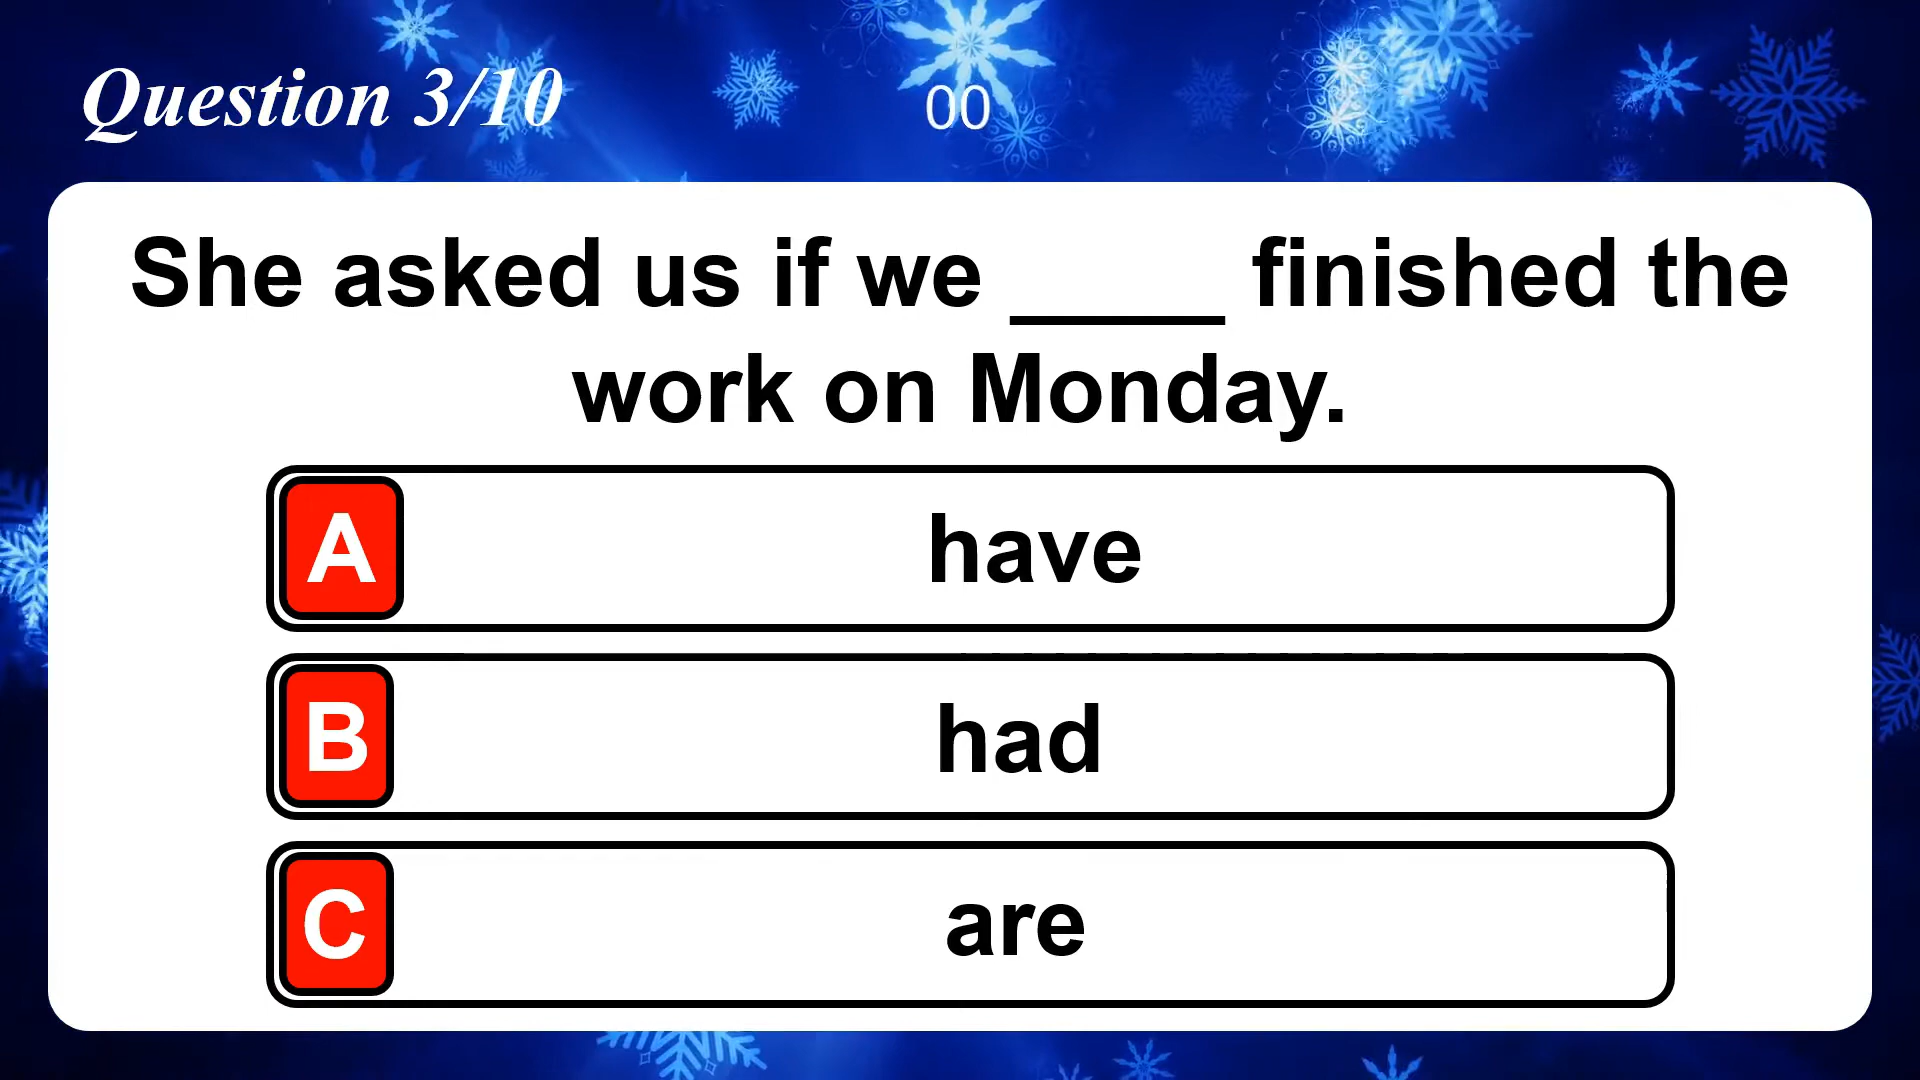 Question 3/10
00
She asked us if we ____ finished the
work on Monday.
A have
B had
C are